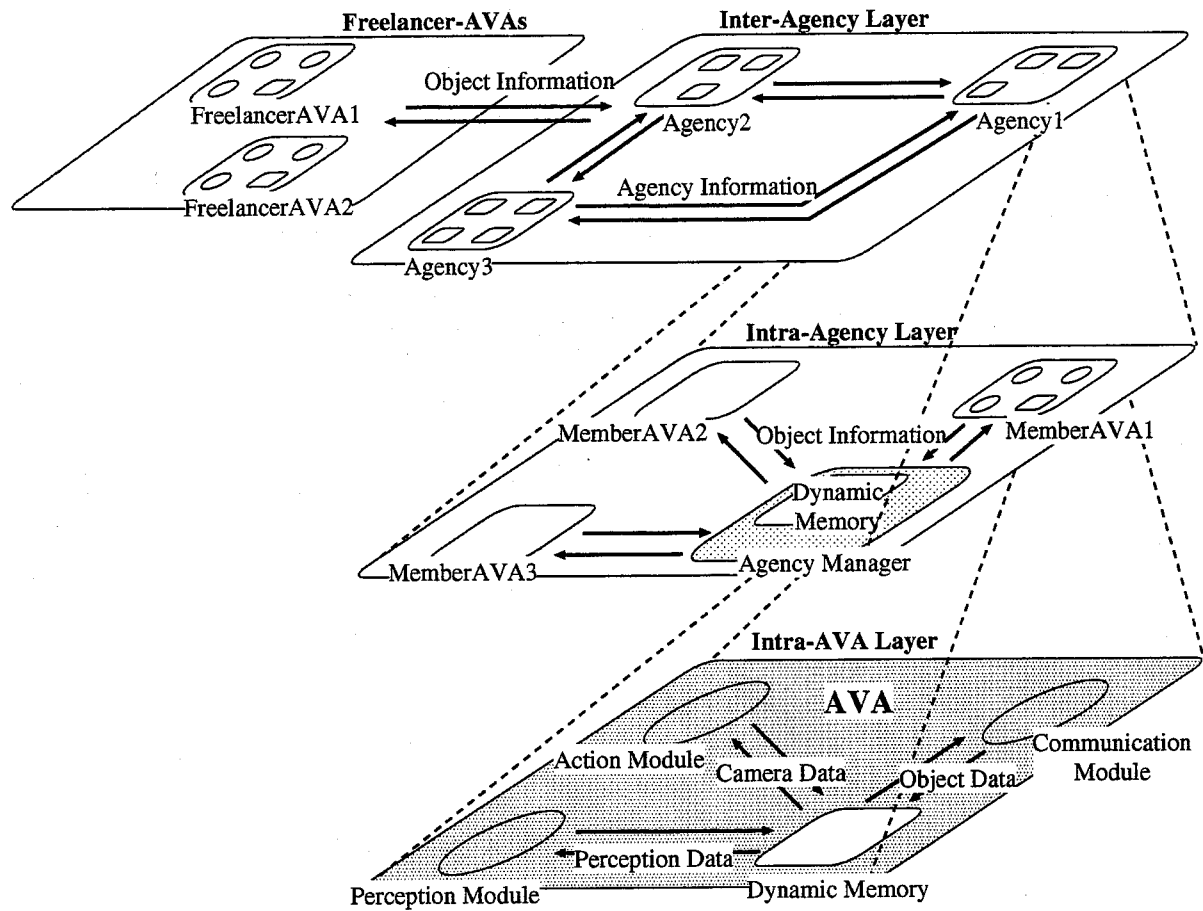 Freelancer-AVAs
Inter-Agency Layer
Object Information
FreelancerAVA1
Agency2
Agency1
Agency Information
FreelancerAVA2
Agency3
Intra-Agency Layer
MemberAVA2
Object Information
MemberAVA1
Dynamic
Memory
MemberAVA3
Agency Manager
Intra-AVA Layer
AVA
Action Module
Camera Data
Communication
Module
Object Data
Perception Data
Perception Module
Dynamic Memory